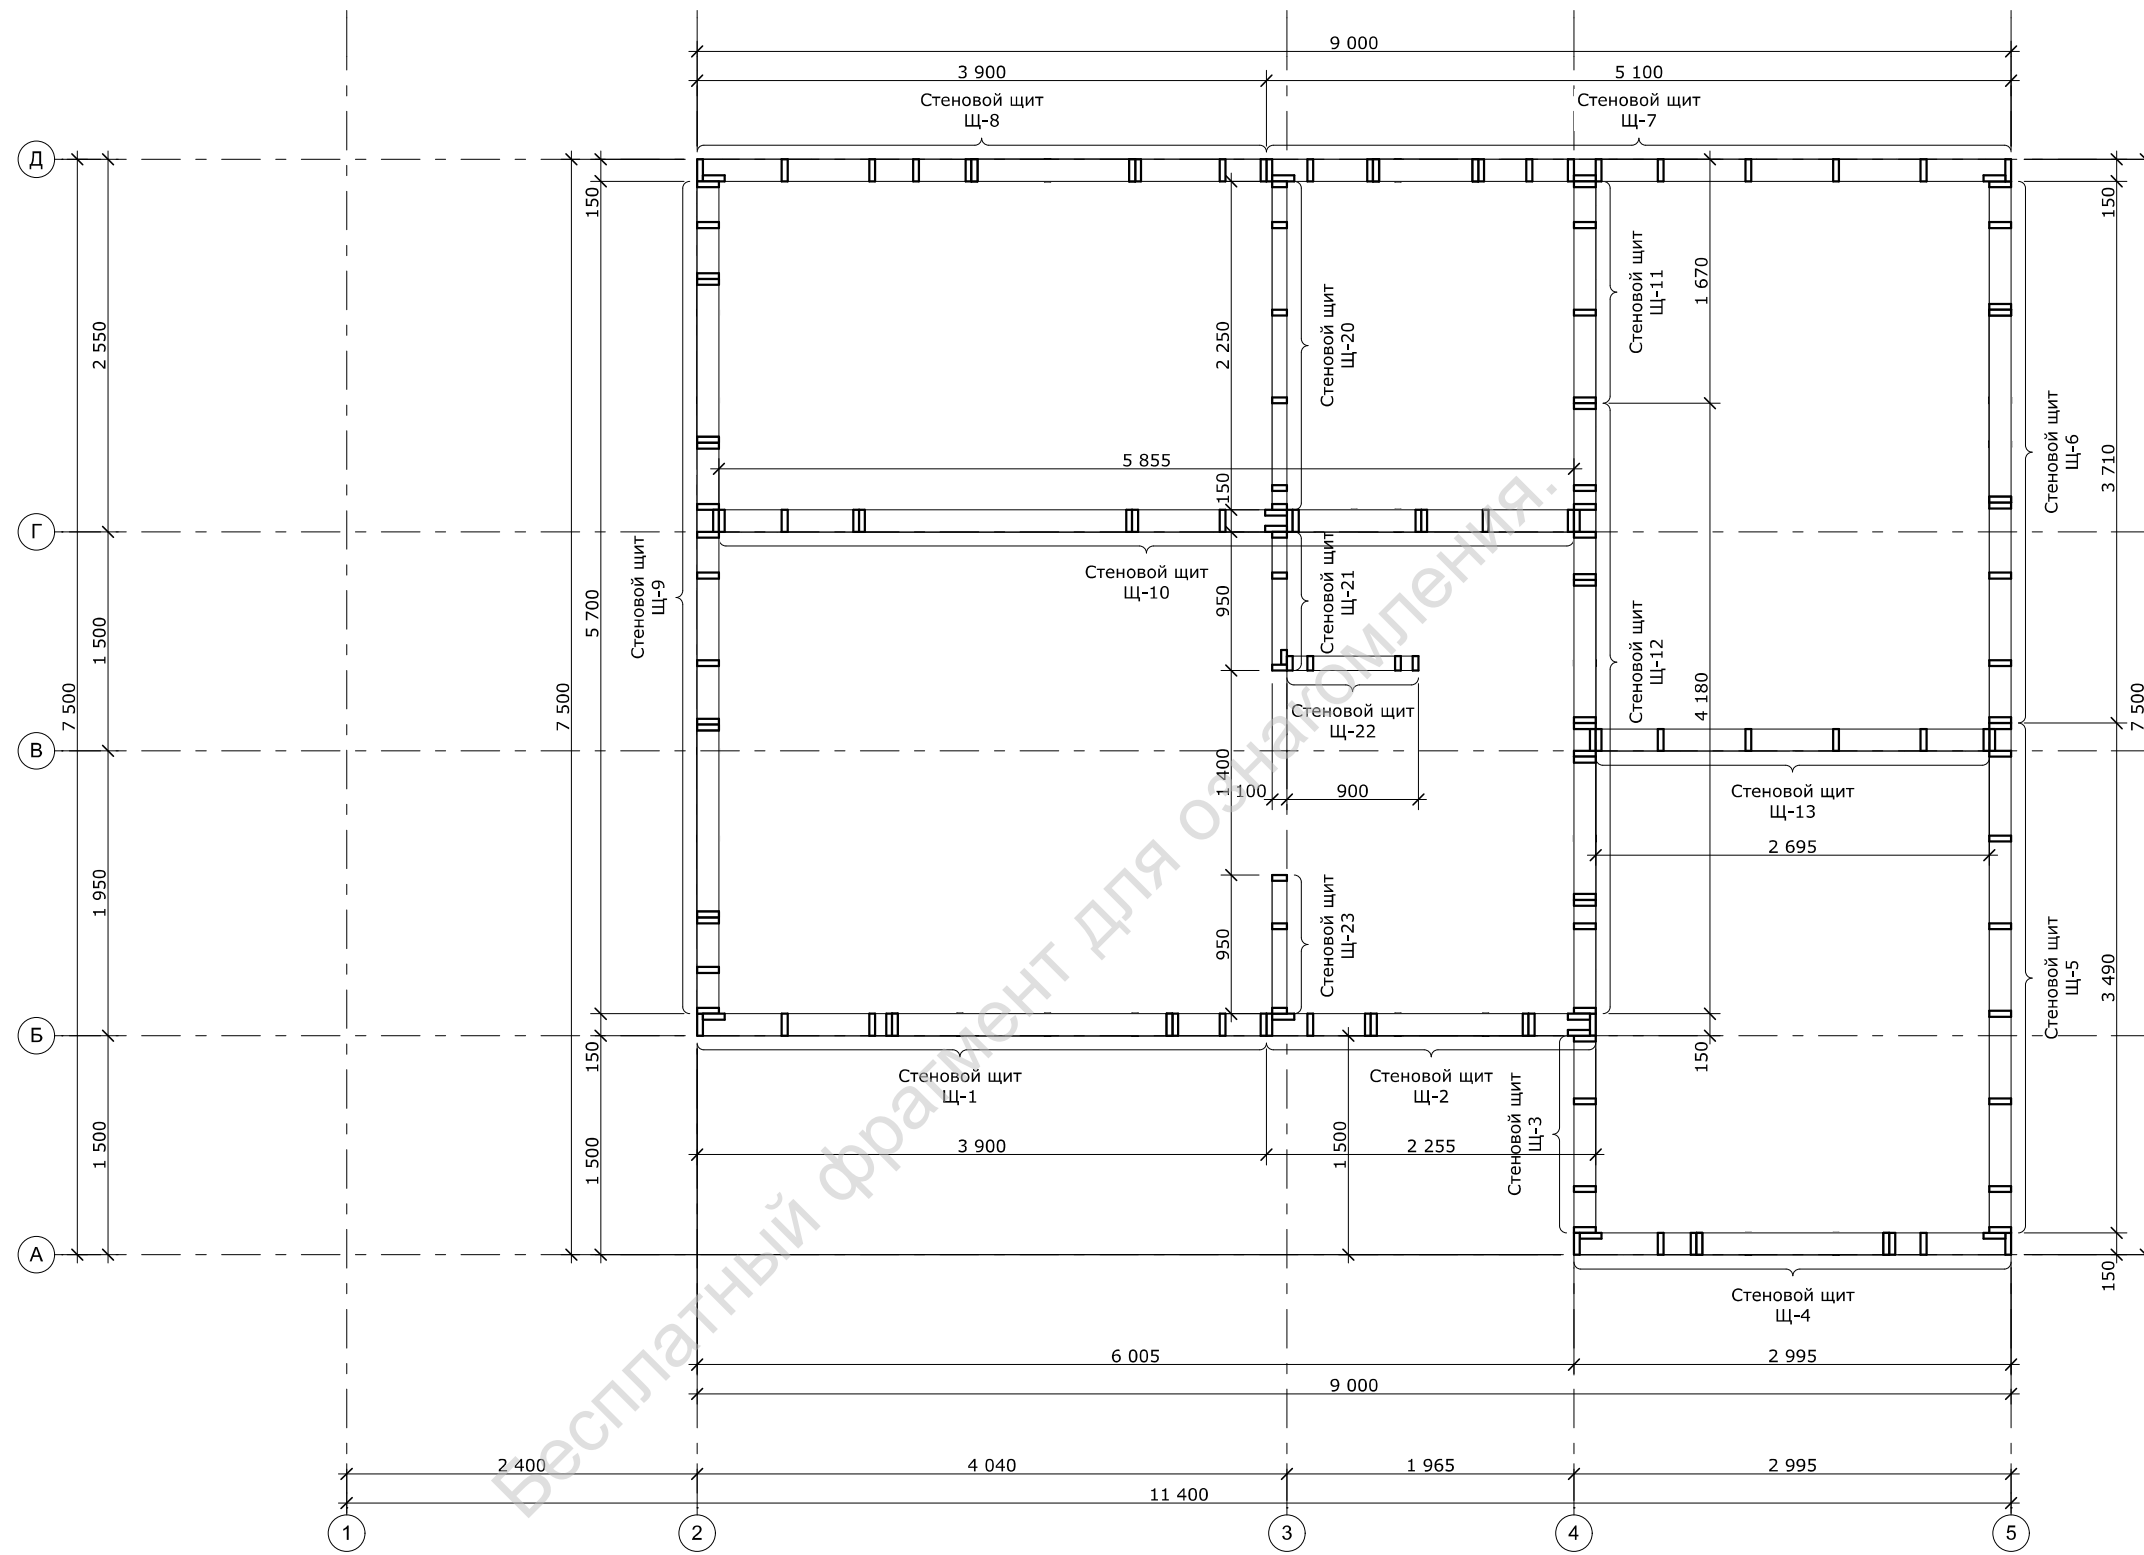 9 000
3 900
5 100
Стеновой щит
Щ-8
Стеновой щит
Щ-7
Д
150
150
2 550
2 250
Стеновой щит
Щ-20
Стеновой щит
Щ-11
1 670
Стеновой щит
Щ-6
3 710
5 855
150
Г
Стеновой щит
Щ-9
5 700
Стеновой щит
Щ-10
950
Стеновой щит
Щ-21
1 500
Стеновой щит
Щ-12
4 180
7 500
7 500
7 500
Стеновой щит
Щ-22
В
1 400
100
900
Стеновой щит
Щ-13
2 695
1 950
950
Стеновой щит
Щ-23
Стеновой щит
Щ-5
3 490
Б
150
150
Стеновой щит
Щ-1
Стеновой щит
Щ-2
Стеновой щит
Щ-3
1 500
1 500
1 500
3 900
2 255
А
150
Стеновой щит
Щ-4
6 005
2 995
9 000
2 400
4 040
1 965
2 995
11 400
1
2
3
4
5
Бесплатный фрагмент для ознакомления.